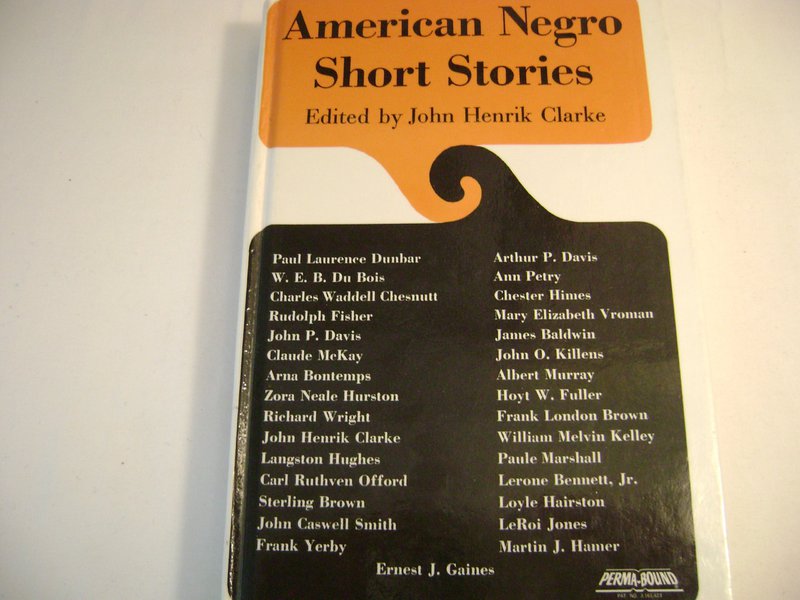 American Negro
Short Stories
Edited by John Henrik Clarke
Paul Laurence Dunbar
W. E. B. Du Bois
Charles Waddell Chesnutt
Rudolph Fisher
John P. Davis
Claude McKay
Arna Bontemps
Zora Neale Hurston
Richard Wright
John Henrik Clarke
Langston Hughes
Carl Ruthven Offord
Sterling Brown
John Caswell Smith
Frank Yerby
Arthur P. Davis
Ann Petry
Chester Himes
Mary Elizabeth Vroman
James Baldwin
John O. Killens
Albert Murray
Hoyt W. Fuller
Frank London Brown
William Melvin Kelley
Paule Marshall
Lerone Bennett, Jr.
Loyle Hairston
LeRoi Jones
Martin J. Hamer
Ernest J. Gaines
PERMA-BOUND
PAT. NO.